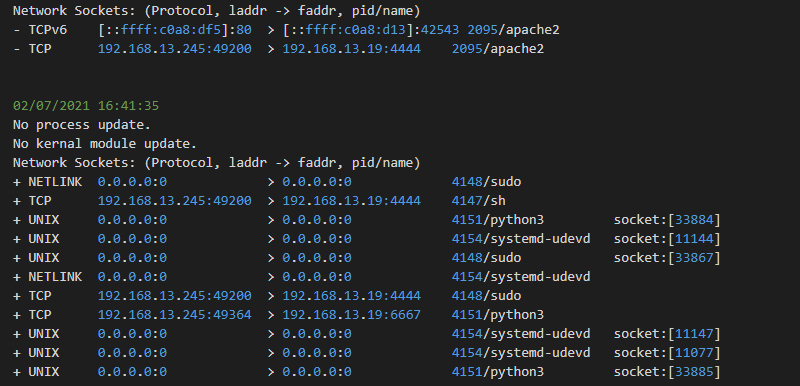 Network Sockets: (Protocol, laddr -> faddr, pid/name)
- TCPv6 [::ffff:c0a8:df5]:80 > [::ffff:c0a8:d13]:42543 2095/apache2
- TCP 192.168.13.245:49200 > 192.168.13.19:4444 2095/apache2
02/07/2021 16:41:35
No process update.
No kernal module update.
Network Sockets: (Protocol, laddr -> faddr, pid/name)
+ NETLINK 0.0.0.0:0 > 0.0.0.0:0 4148/sudo
+ TCP 192.168.13.245:49200 > 192.168.13.19:4444 4147/sh
+ UNIX 0.0.0.0:0 > 0.0.0.0:0 4151/python3 socket:[33884]
+ UNIX 0.0.0.0:0 > 0.0.0.0:0 4154/systemd-udevd socket:[11144]
+ UNIX 0.0.0.0:0 > 0.0.0.0:0 4148/sudo socket:[33867]
+ NETLINK 0.0.0.0:0 > 0.0.0.0:0 4154/systemd-udevd
+ TCP 192.168.13.245:49200 > 192.168.13.19:4444 4148/sudo
+ TCP 192.168.13.245:49364 > 192.168.13.19:6667 4151/python3
+ UNIX 0.0.0.0:0 > 0.0.0.0:0 4154/systemd-udevd socket:[11147]
+ UNIX 0.0.0.0:0 > 0.0.0.0:0 4154/systemd-udevd socket:[11077]
+ UNIX 0.0.0.0:0 > 0.0.0.0:0 4151/python3 socket:[33885]